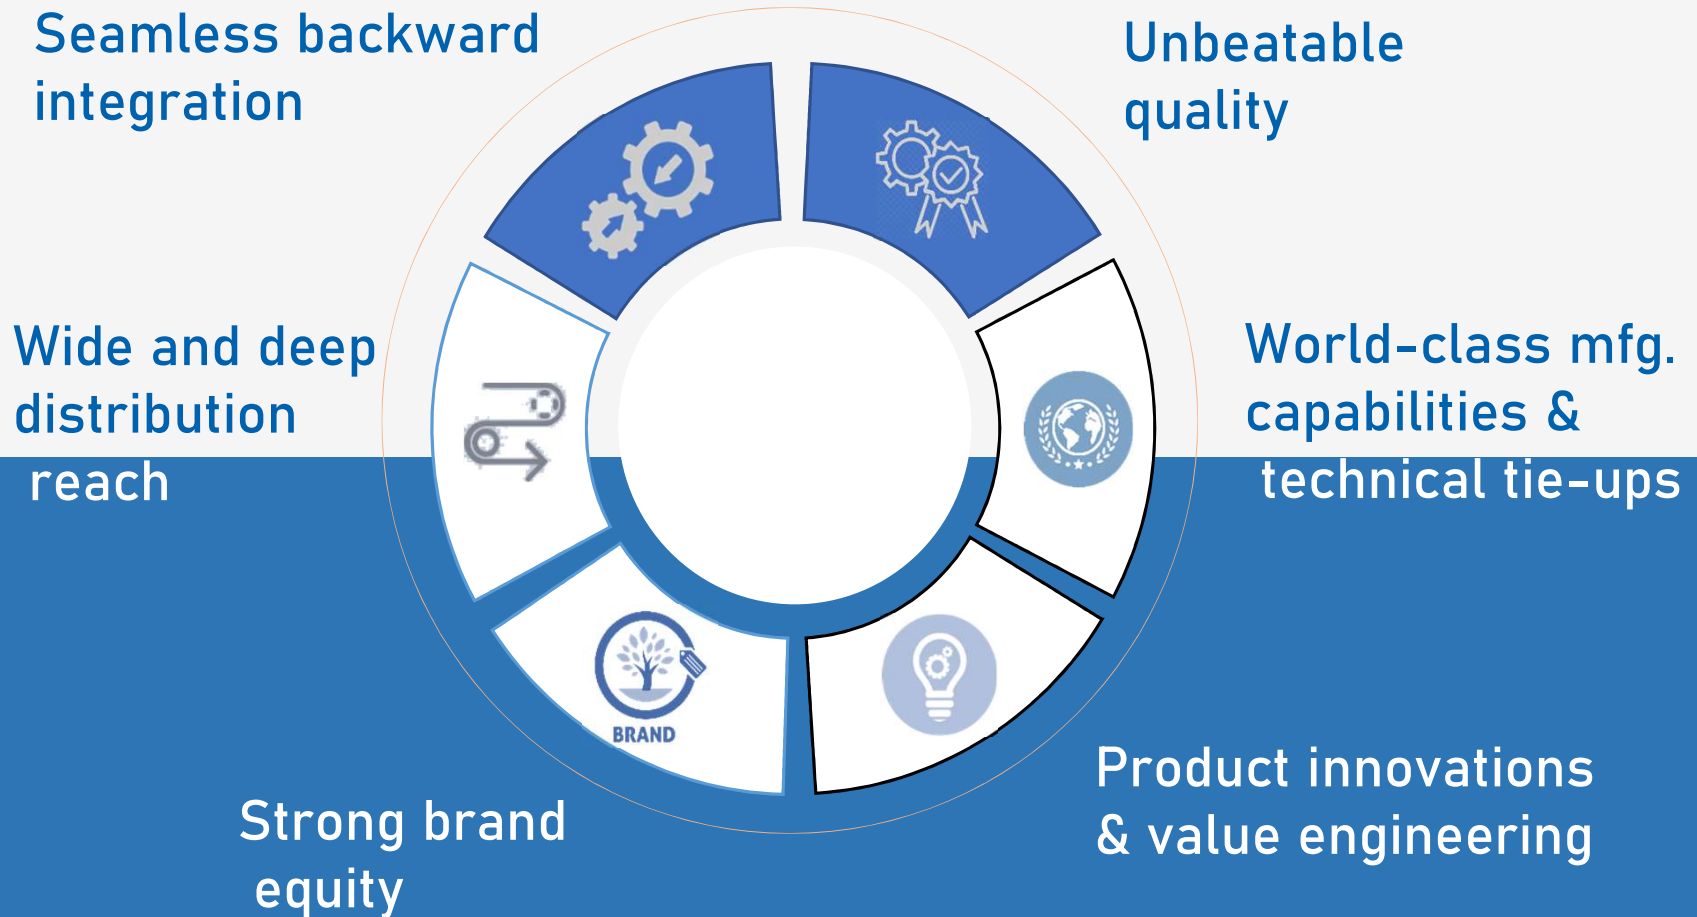 Seamless backward
integration
Unbeatable
quality
Wide and deep
distribution
reach
World-class mfg.
capabilities &
technical tie-ups
BRAND
Strong brand
equity
Product innovations
& value engineering